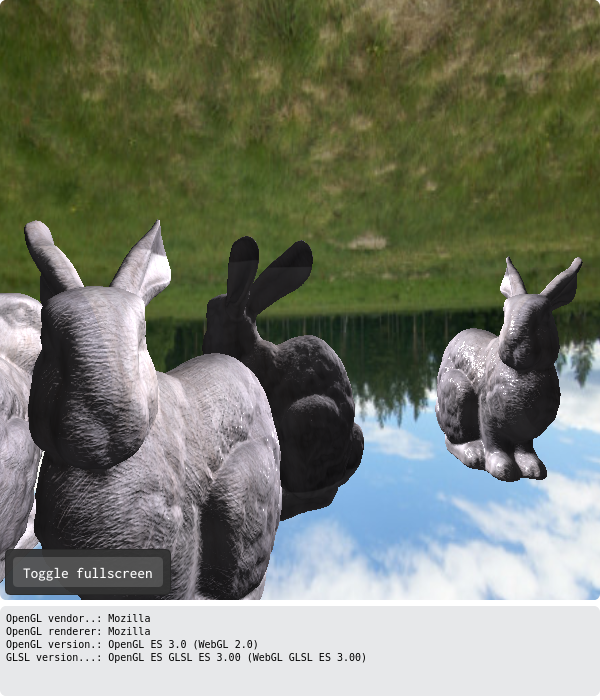 Toggle fullscreen
OpenGL vendor..: Mozilla
OpenGL renderer: Mozilla
OpenGL version.: OpenGL ES 3.0 (WebGL 2.0)
GLSL version...: OpenGL ES GLSL ES 3.00 (WebGL GLSL ES 3.00)